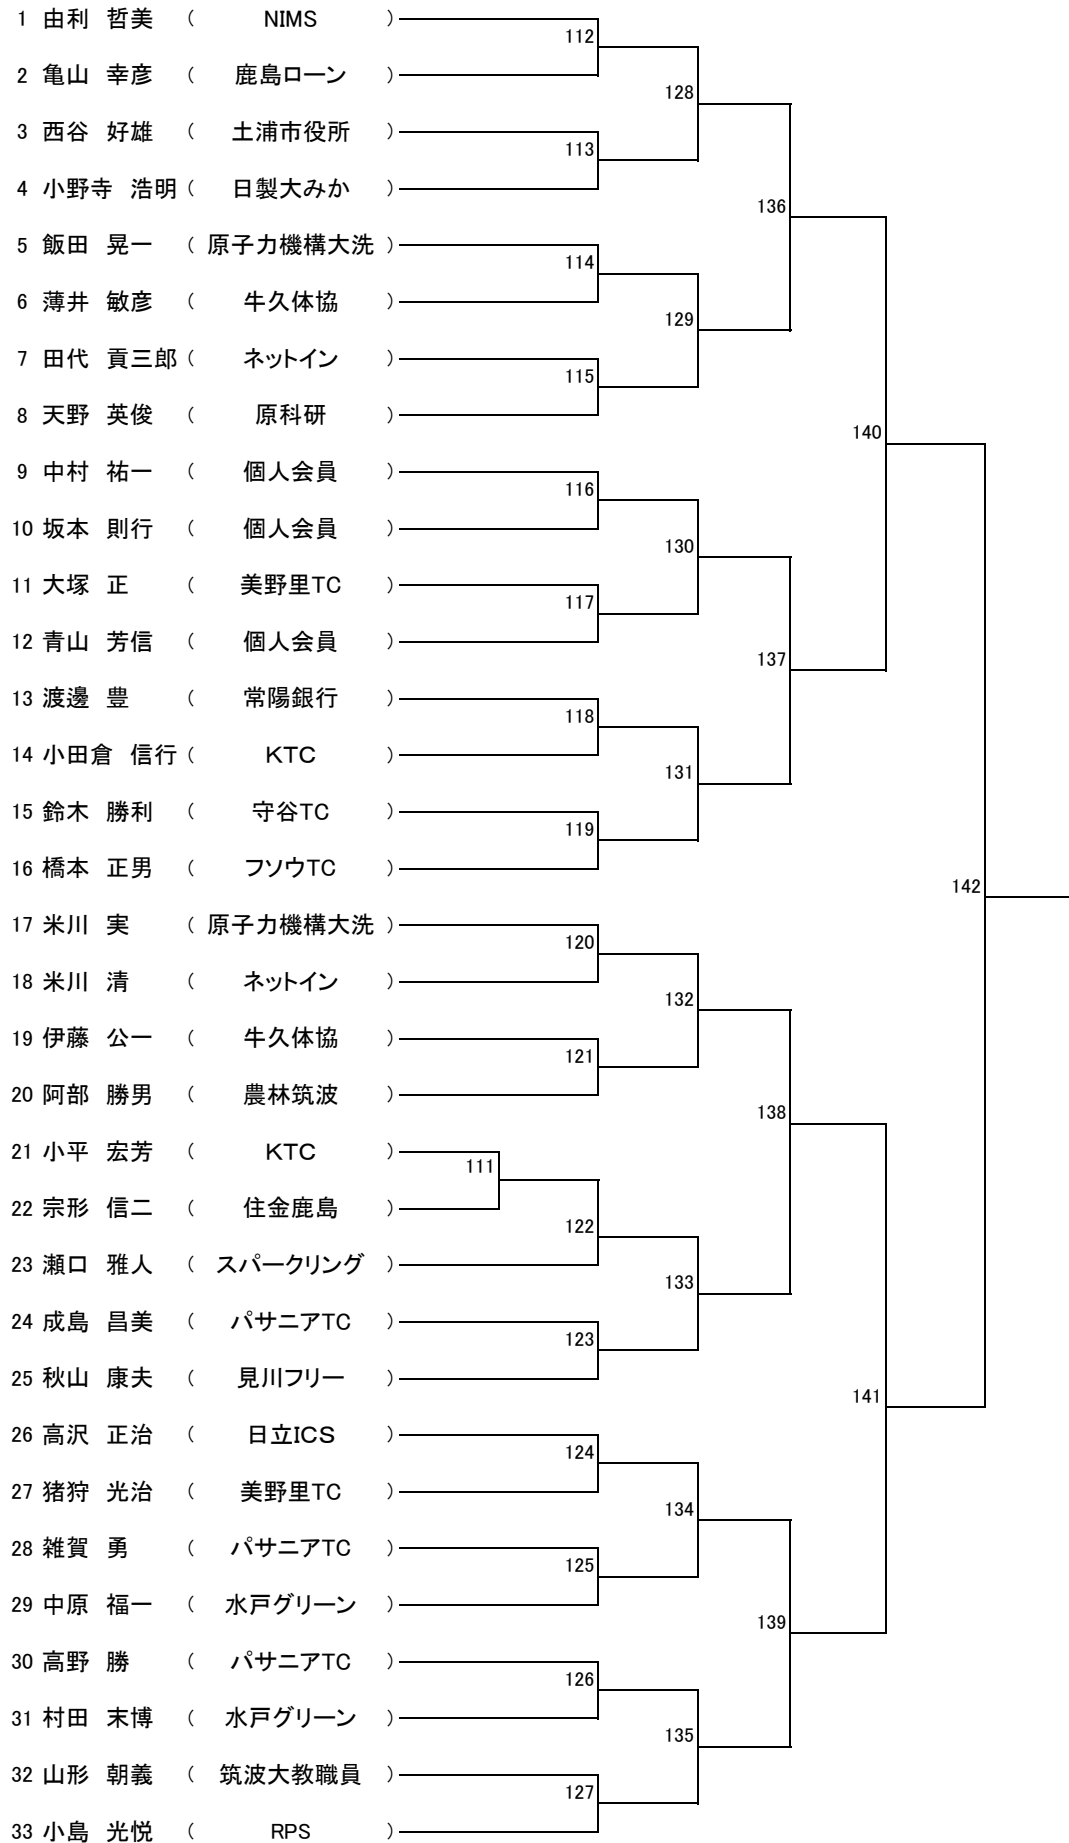 1 由利 哲美 ( NIMS )
112
2 亀山 幸彦 ( 鹿島ローン )
128
3 西谷 好雄 ( 土浦市役所 )
113
4 小野寺 浩明 ( 日製大みか )
136
5 飯田 晃一 ( 原子力機構大洗 )
114
6 薄井 敏彦 ( 牛久体協 )
129
7 田代 貢三郎 ( ネットイン )
115
8 天野 英俊 ( 原科研 )
140
9 中村 祐一 ( 個人会員 )
116
10 坂本 則行 ( 個人会員 )
130
11 大塚 正 ( 美野里TC )
117
12 青山 芳信 ( 個人会員 )
137
13 渡邊 豊 ( 常陽銀行 )
118
14 小田倉 信行 ( KTC )
131
15 鈴木 勝利 ( 守谷TC )
119
16 橋本 正男 ( フソウTC )
142
17 米川 実 ( 原子力機構大洗 )
120
18 米川 清 ( ネットイン )
132
19 伊藤 公一 ( 牛久体協 )
121
20 阿部 勝男 ( 農林筑波 )
138
21 小平 宏芳 ( KTC )
111
22 宗形 信二 ( 住金鹿島 )
122
23 瀬口 雅人 ( スパークリング )
133
24 成島 昌美 ( パサニアTC )
123
25 秋山 康夫 ( 見川フリー )
141
26 高沢 正治 ( 日立ICS )
124
27 猪狩 光治 ( 美野里TC )
134
28 雑賀 勇 ( パサニアTC )
125
29 中原 福一 ( 水戸グリーン )
139
30 高野 勝 ( パサニアTC )
126
31 村田 末博 ( 水戸グリーン )
135
32 山形 朝義 ( 筑波大教職員 )
127
33 小島 光悦 ( RPS )